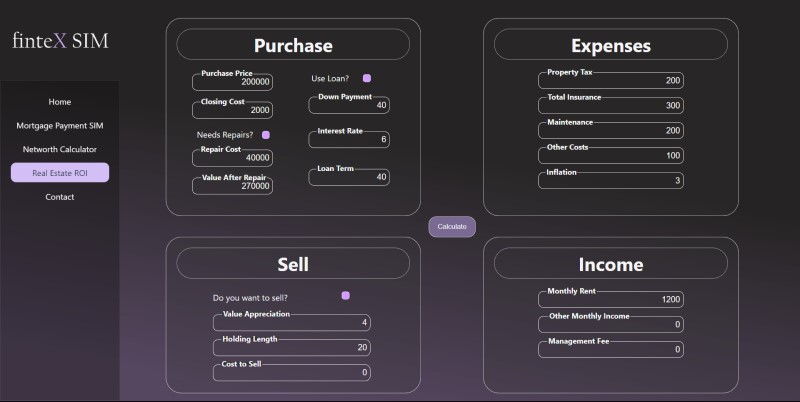 finteX SIM
Home
Mortgage Payment SIM
Networth Calculator
Real Estate ROI
Contact
Purchase
Purchase Price
200000
Closing Cost
2000
Needs Repairs?
Repair Cost
40000
Value After Repair
270000
Use Loan?
Down Payment
40
Interest Rate
6
Loan Term
40
Expenses
Property Tax
200
Total Insurance
300
Maintenance
200
Other Costs
100
Inflation
3
Calculate
Sell
Do you want to sell?
Value Appreciation
4
Holding Length
20
Cost to Sell
0
Income
Monthly Rent
1200
Other Monthly Income
0
Management Fee
0